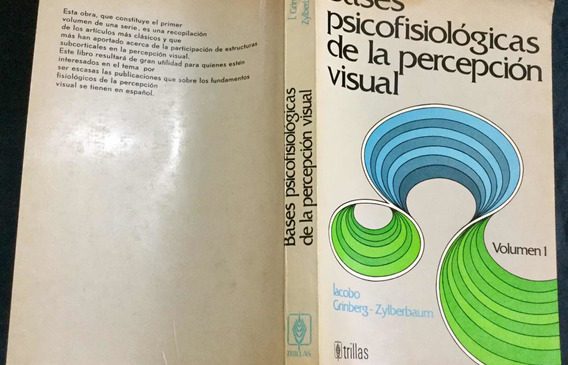 Esta obra, que constituye el primer
volumen de una serie, es una recopilación
de los artículos más clásicos y que
más han aportado acerca de la participación de estructuras
subcorticales en la percepción visual.
Este libro resultará de gran utilidad para quienes estén
interesados en el tema por
ser escasas las publicaciones que sobre los fundamentos
fisiológicos de la percepción
visual se tienen en español.
Bases psicofisiológicas
de la percepción visual
TRILLAS
Bases
psicofisiológicas
de la percepción
visual
Volumen 1
Jacobo
Grinberg-Zylberbaum
trillas